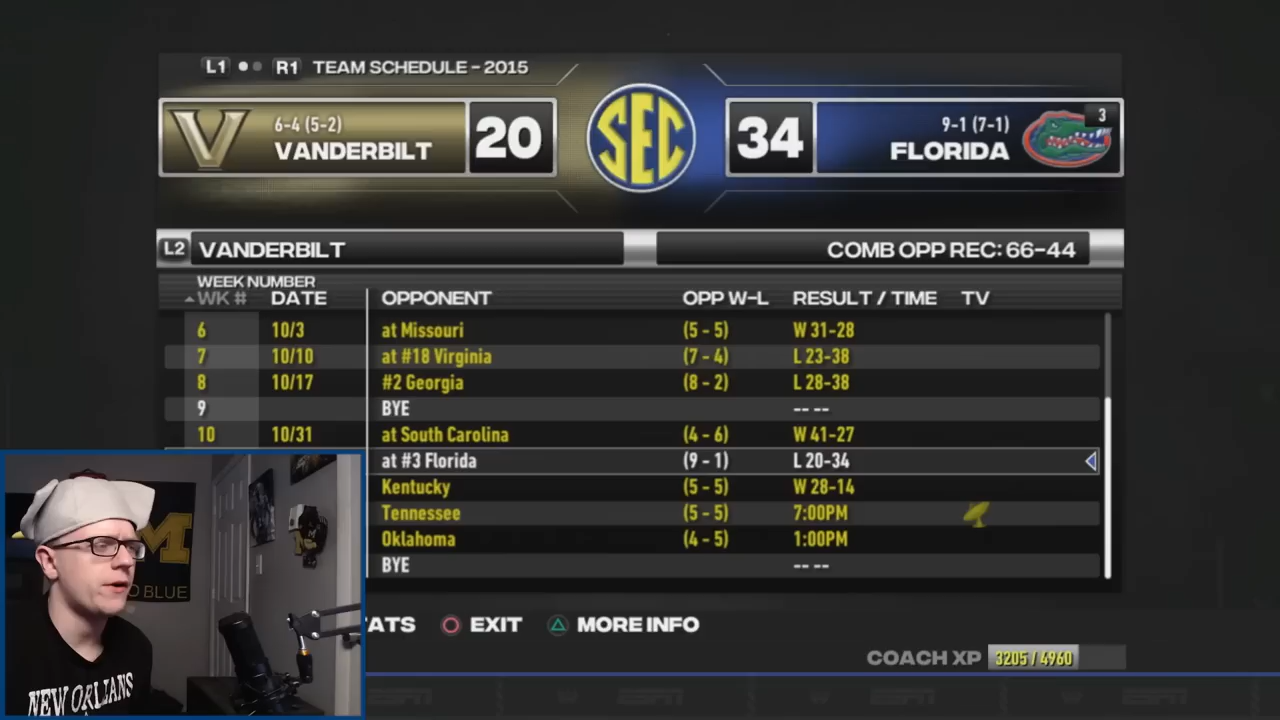 L1 R1 TEAM SCHEDULE - 2015
6-4 (5-2)
VANDERBILT 20
SEC
34 9-1 (7-1) 3
FLORIDA
L2 VANDERBILT COMB OPP REC: 66-44
WEEK NUMBER
WK # DATE OPPONENT OPP W-L RESULT / TIME TV
6 10/3 at Missouri (5 - 5) W 31-28
7 10/10 at #18 Virginia (7 - 4) L 23-38
8 10/17 #2 Georgia (8 - 2) L 28-38
9 BYE -- --
10 10/31 at South Carolina (4 - 6) W 41-27
at #3 Florida (9 - 1) L 20-34
Kentucky (5 - 5) W 28-14
Tennessee (5 - 5) 7:00PM
Oklahoma (4 - 5) 1:00PM
BYE -- --
TATS EXIT MORE INFO
COACH XP 3205 / 4960
M
O BLUE
NEW ORLEANS